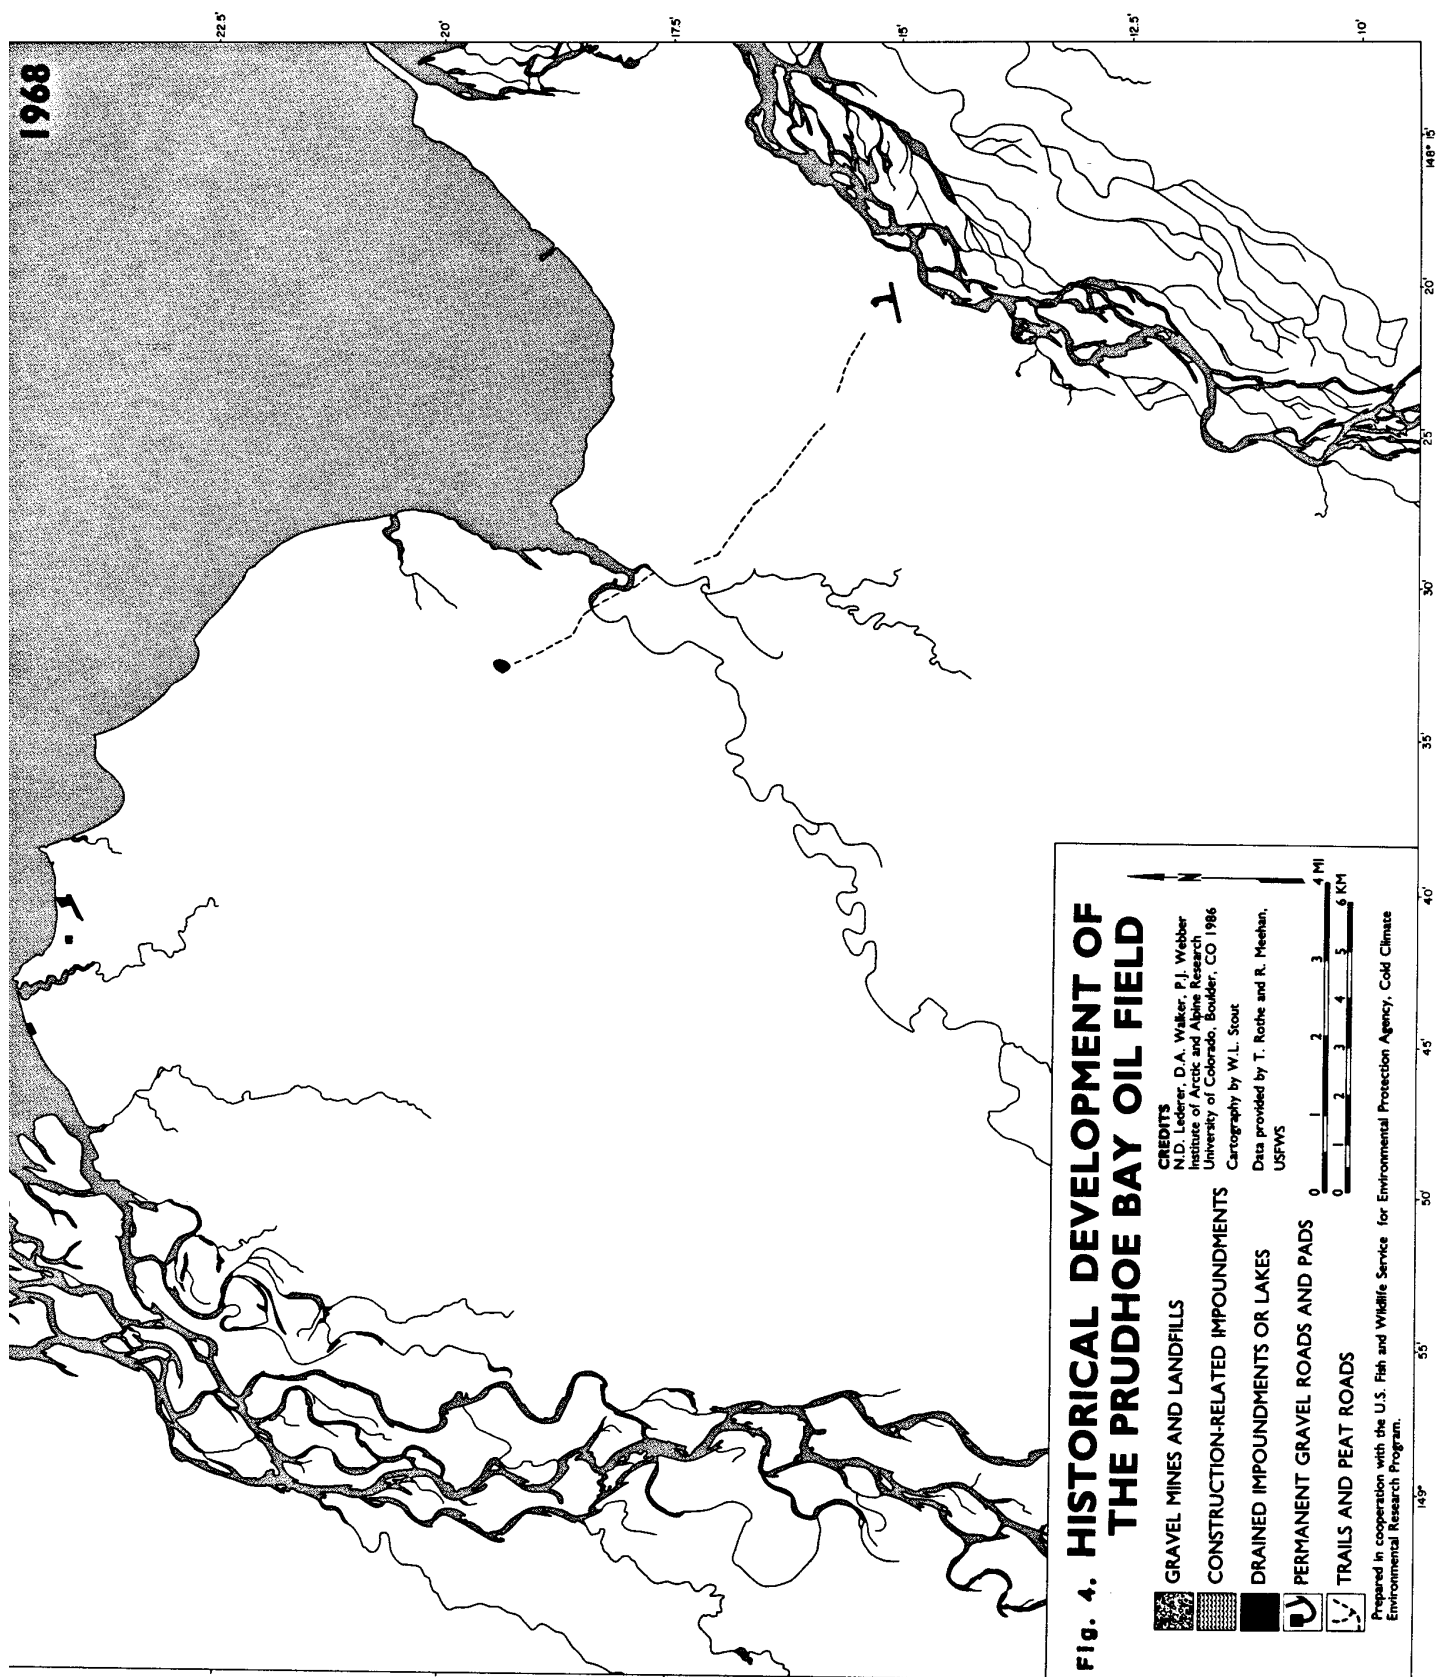 1968
22.5'
20'
17.5'
15'
12.5'
10'
148° 15'
20'
25'
30'
35'
40'
45'
50'
55'
149°
Fig. 4. HISTORICAL DEVELOPMENT OF
THE PRUDHOE BAY OIL FIELD
GRAVEL MINES AND LANDFILLS
CONSTRUCTION-RELATED IMPOUNDMENTS
DRAINED IMPOUNDMENTS OR LAKES
PERMANENT GRAVEL ROADS AND PADS
TRAILS AND PEAT ROADS
CREDITS
N.D. Lederer, D.A. Walker, P.J. Webber
Institute of Arctic and Alpine Research
University of Colorado, Boulder, CO 1986
Cartography by W.L. Stout
Data provided by T. Rothe and R. Meehan,
USFWS
N
0 1 2 3 4 MI
0 1 2 3 4 5 6 KM
Prepared in cooperation with the U.S. Fish and Wildlife Service for Environmental Protection Agency, Cold Climate
Environmental Research Program.